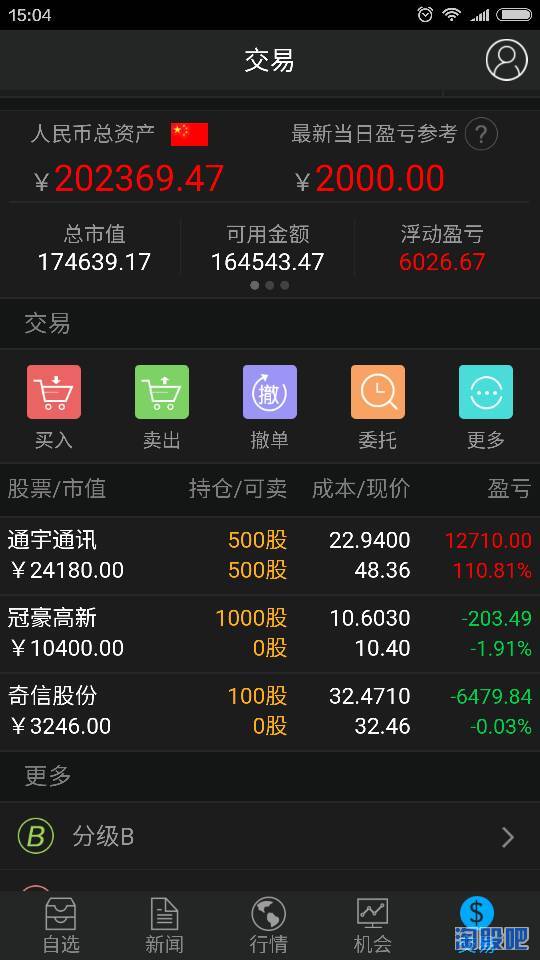 15:04
交易
人民币总资产 最新当日盈亏参考 ?
￥202369.47 ￥2000.00
总市值 可用金额 浮动盈亏
174639.17 164543.47 6026.67
交易
撤
买入 卖出 撤单 委托 更多
股票/市值 持仓/可卖 成本/现价 盈亏
通宇通讯 500股 22.9400 12710.00
￥24180.00 500股 48.36 110.81%
冠豪高新 1000股 10.6030 -203.49
￥10400.00 0股 10.40 -1.91%
奇信股份 100股 32.4710 -6479.84
￥3246.00 0股 32.46 -0.03%
更多
B 分级B
$
自选 新闻 行情 机会
淘股吧